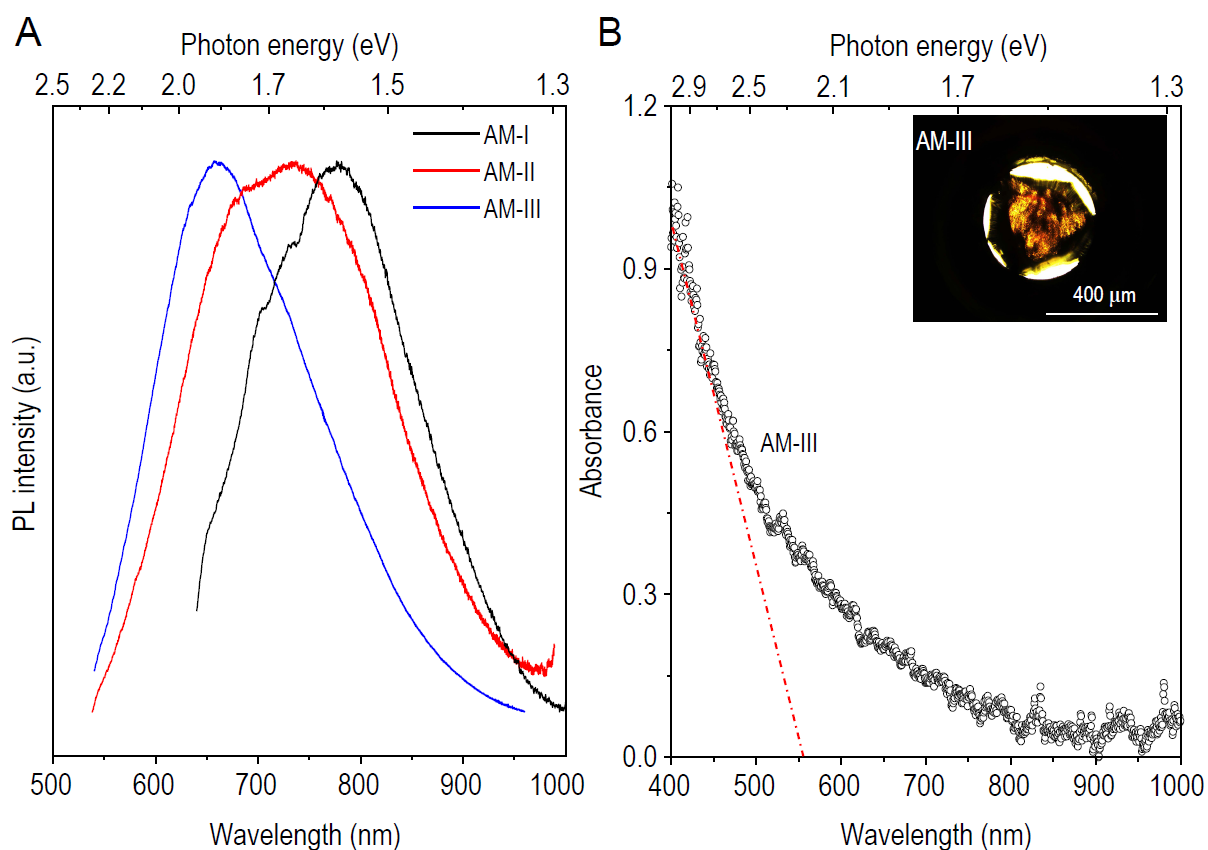 A
Photon energy (eV)
2.5 2.2 2.0 1.7 1.5 1.3
AM-I
AM-II
AM-III
PL intensity (a.u.)
500 600 700 800 900 1000
Wavelength (nm)
B
Photon energy (eV)
2.9 2.5 2.1 1.7 1.3
1.2
0.9
0.6
0.3
0.0
Absorbance
AM-III
400 μm
AM-III
400 500 600 700 800 900 1000
Wavelength (nm)